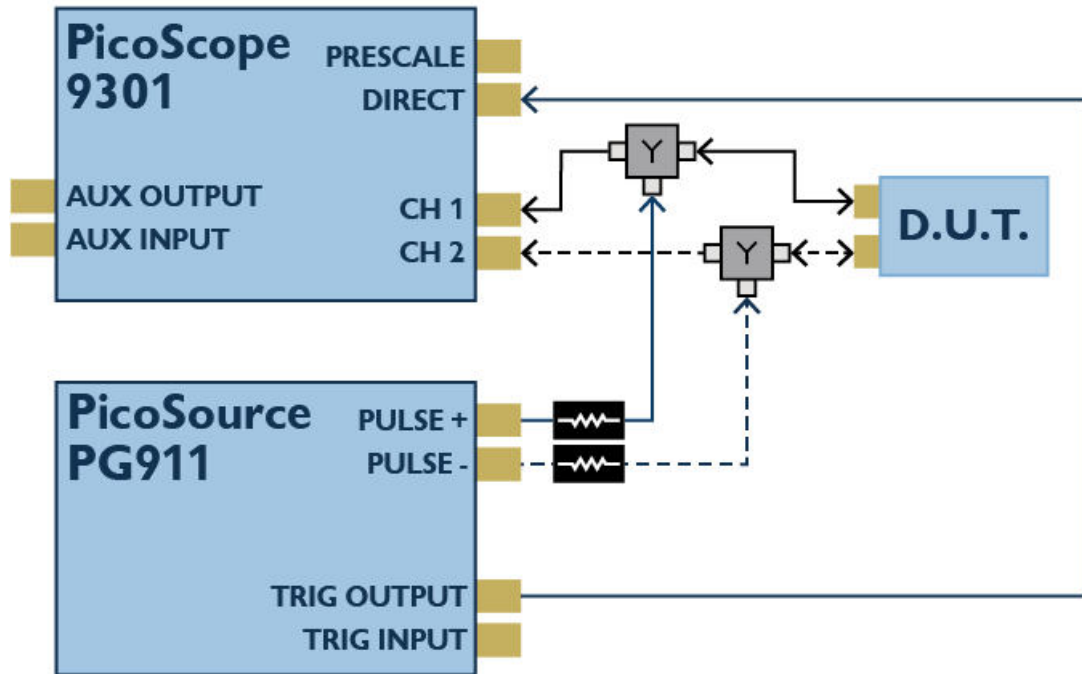 PicoScope
9301
PRESCALE
DIRECT
AUX OUTPUT
AUX INPUT
CH 1
CH 2
Y
Y
D.U.T.
PicoSource
PG911
PULSE +
PULSE -
TRIG OUTPUT
TRIG INPUT